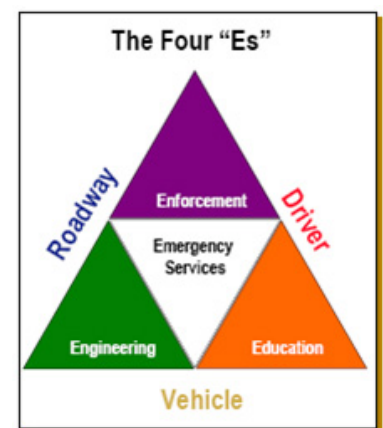 The Four “Es”
Roadway
Driver
Enforcement
Emergency
Services
Engineering
Education
Vehicle